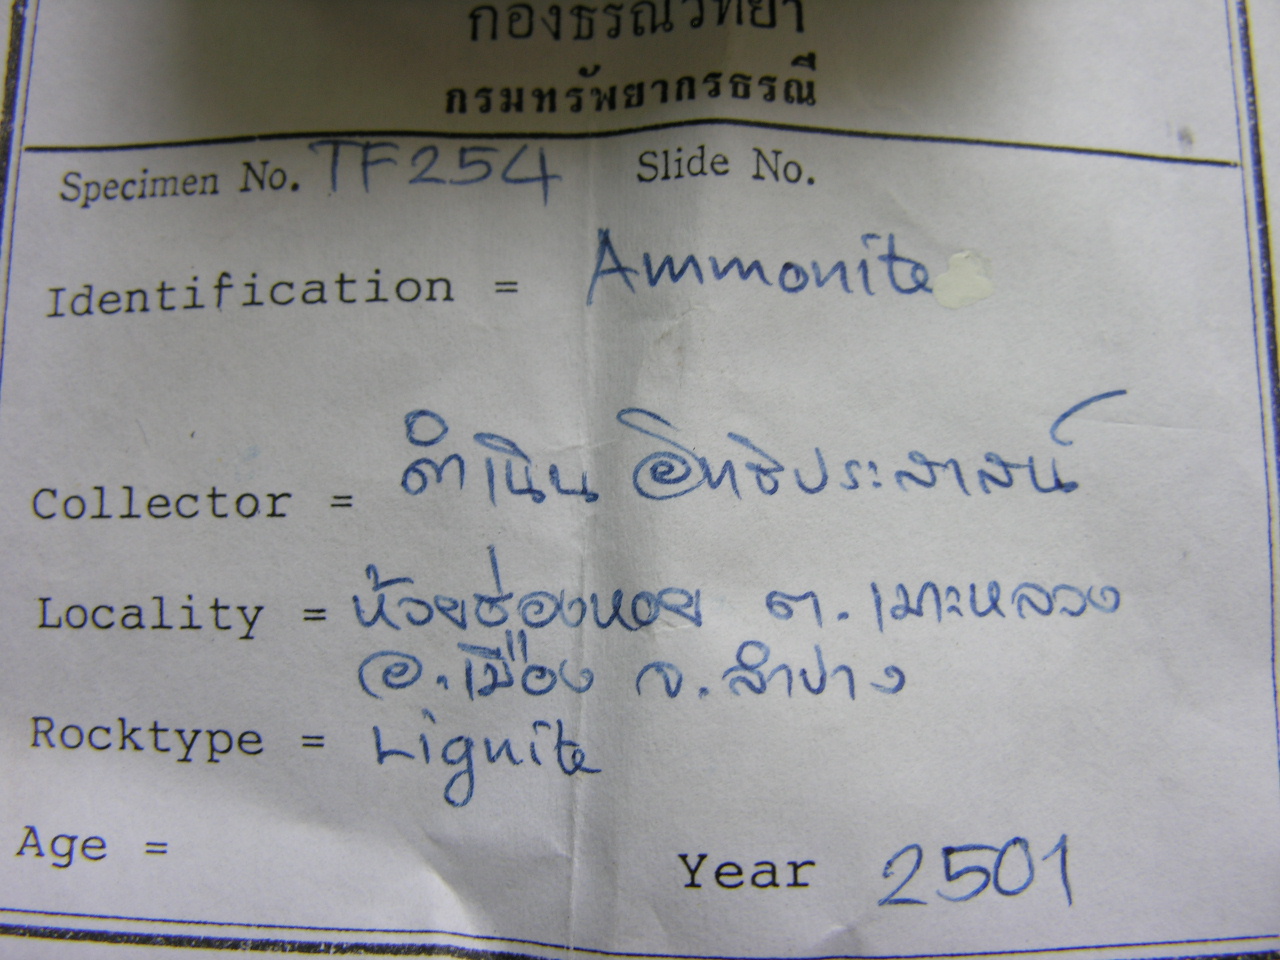 กองธรณีวิทยา
กรมทรัพยากรธรณี
Specimen No. TF254 Slide No.
Identification = Ammonite
Collector = ดำเนิน อิทธิประสาสน์
Locality = ห้วยช่องหอย ต. เมาะหลวง
อ. เมือง จ. ลำปาง
Rocktype = Lignite
Age = Year 2501